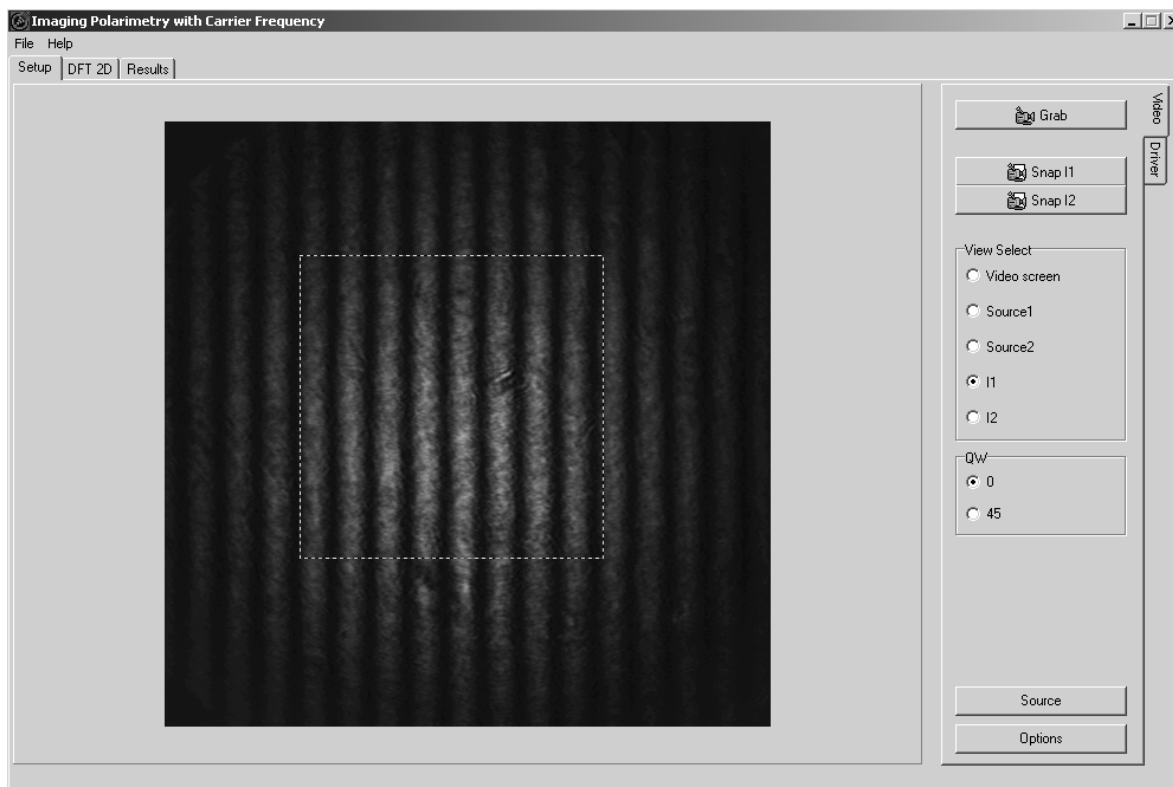 Imaging Polarimetry with Carrier Frequency
File Help
Setup DFT 2D Results
Grab
Snap I1
Snap I2
View Select
Video screen
Source1
Source2
I1
I2
QW
0
45
Source
Options
Video
Driver